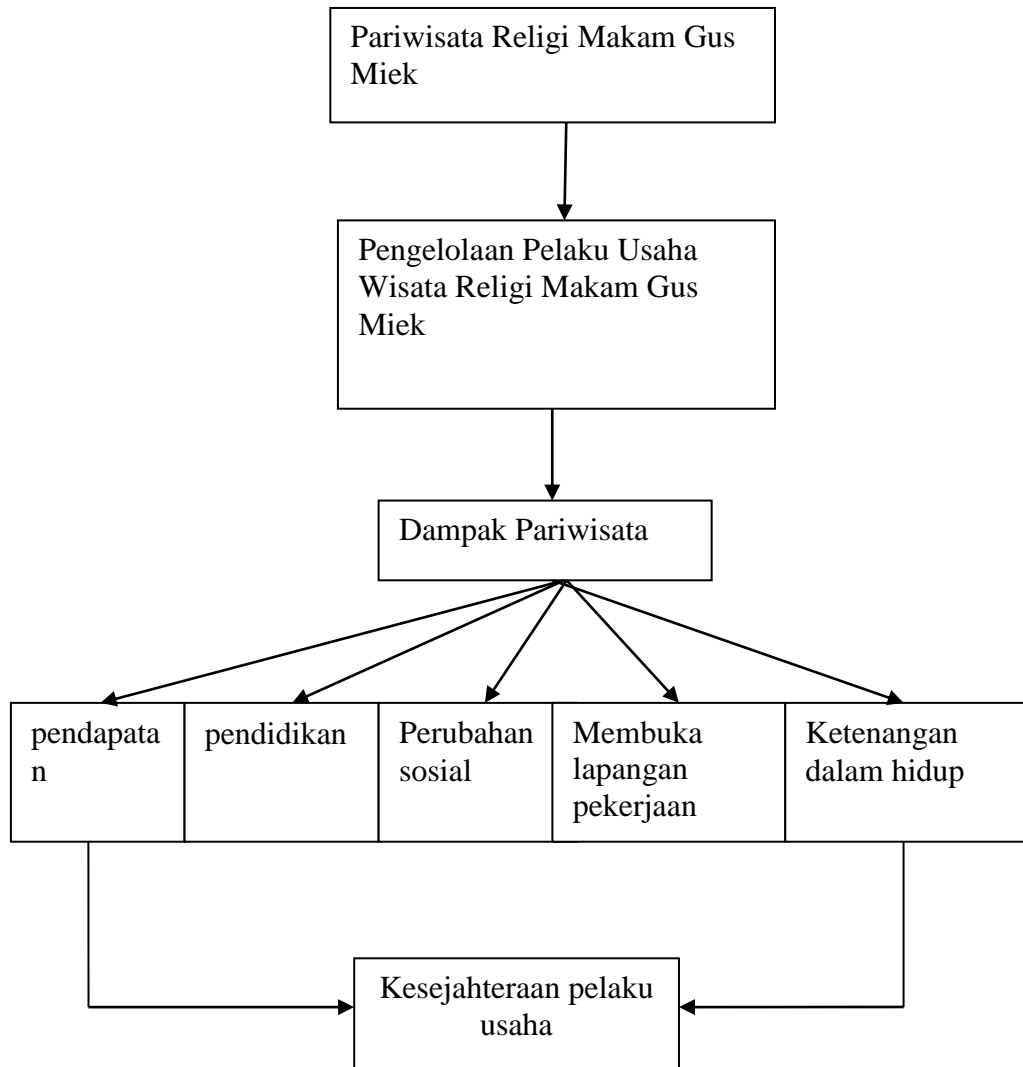 Pariwisata Religi Makam Gus
Miek
Pengelolaan Pelaku Usaha
Wisata Religi Makam Gus
Miek
Dampak Pariwisata
pendapata
n
pendidikan
Perubahan
sosial
Membuka
lapangan
pekerjaan
Ketenangan
dalam hidup
Kesejahteraan pelaku
usaha